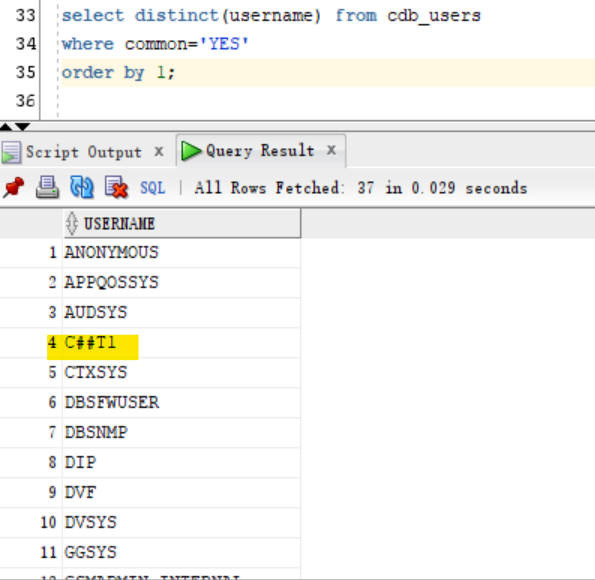 33 select distinct(username) from cdb_users
34 where common='YES'
35 order by 1;
36
Script Output x Query Result x
SQL | All Rows Fetched: 37 in 0.029 seconds
USERNAME
1 ANONYMOUS
2 APPQOSSYS
3 AUDSYS
4 C##T1
5 CTXSYS
6 DBSFWUSER
7 DBSNMP
8 DIP
9 DVF
10 DVSYS
11 GGSYS